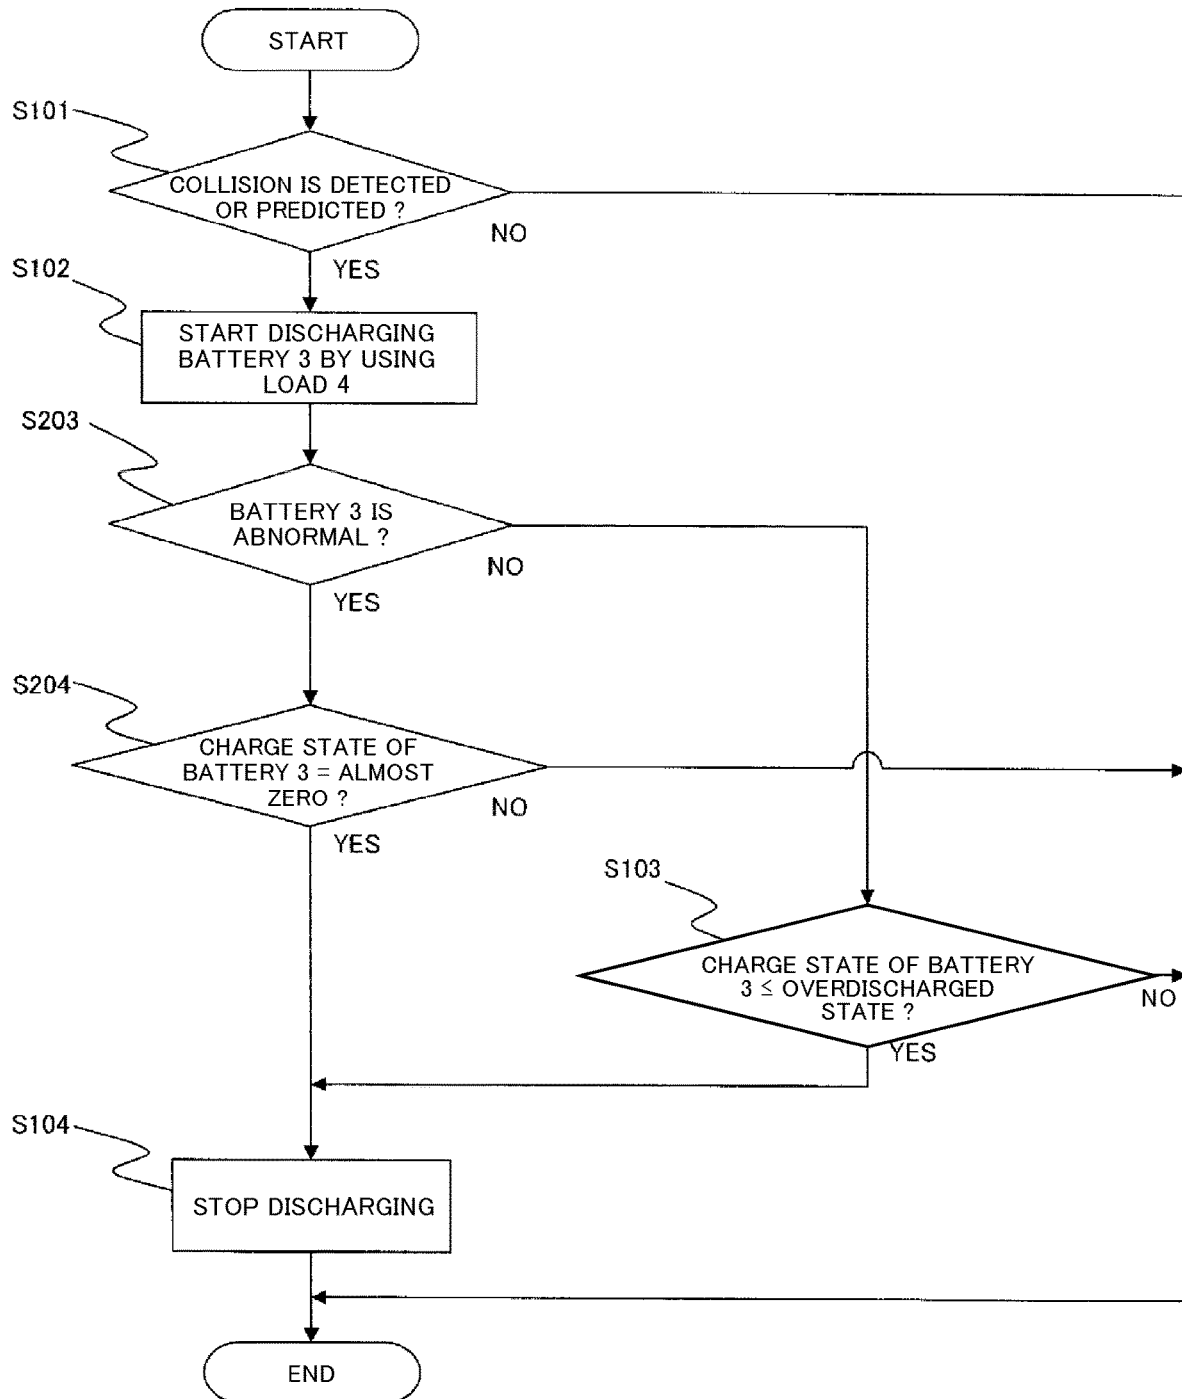 START
S101
COLLISION IS DETECTED
OR PREDICTED ?
NO
YES
S102
START DISCHARGING
BATTERY 3 BY USING
LOAD 4
S203
BATTERY 3 IS
ABNORMAL ?
NO
YES
S204
CHARGE STATE OF
BATTERY 3 = ALMOST
ZERO ?
NO
YES
S103
CHARGE STATE OF BATTERY
3 ≤ OVERDISCHARGED
STATE ?
NO
YES
S104
STOP DISCHARGING
END